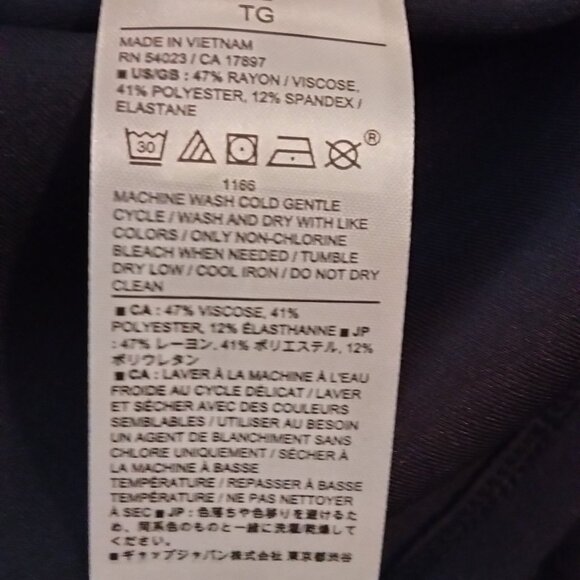 TG
MADE IN VIETNAM
RN 54023 / CA 17897
■ US/GB : 47% RAYON / VISCOSE,
41% POLYESTER, 12% SPANDEX /
ELASTANE
30
®
1166
MACHINE WASH COLD GENTLE
CYCLE / WASH AND DRY WITH LIKE
COLORS / ONLY NON-CHLORINE
BLEACH WHEN NEEDED / TUMBLE
DRY LOW / COOL IRON / DO NOT DRY
CLEAN
■ CA : 47% VISCOSE, 41%
POLYESTER, 12% ÉLASTHANNE ■ JP
: 47% レーヨン, 41% ポリエステル, 12%
ポリウレタン
■ CA : LAVER À LA MACHINE À L'EAU
FROIDE AU CYCLE DÉLICAT / LAVER
ET SÉCHER AVEC DES COULEURS
SEMBLABLES / UTILISER AU BESOIN
UN AGENT DE BLANCHIMENT SANS
CHLORE UNIQUEMENT / SÉCHER À
LA MACHINE À BASSE
TEMPÉRATURE / REPASSER À BASSE
TEMPÉRATURE / NE PAS NETTOYER
À SEC ■ JP : 色落ちや色移りを避けるた
め、同系色のものと一緒に洗濯/乾燥して
ください。
■ ギャップジャパン株式会社 東京都渋谷